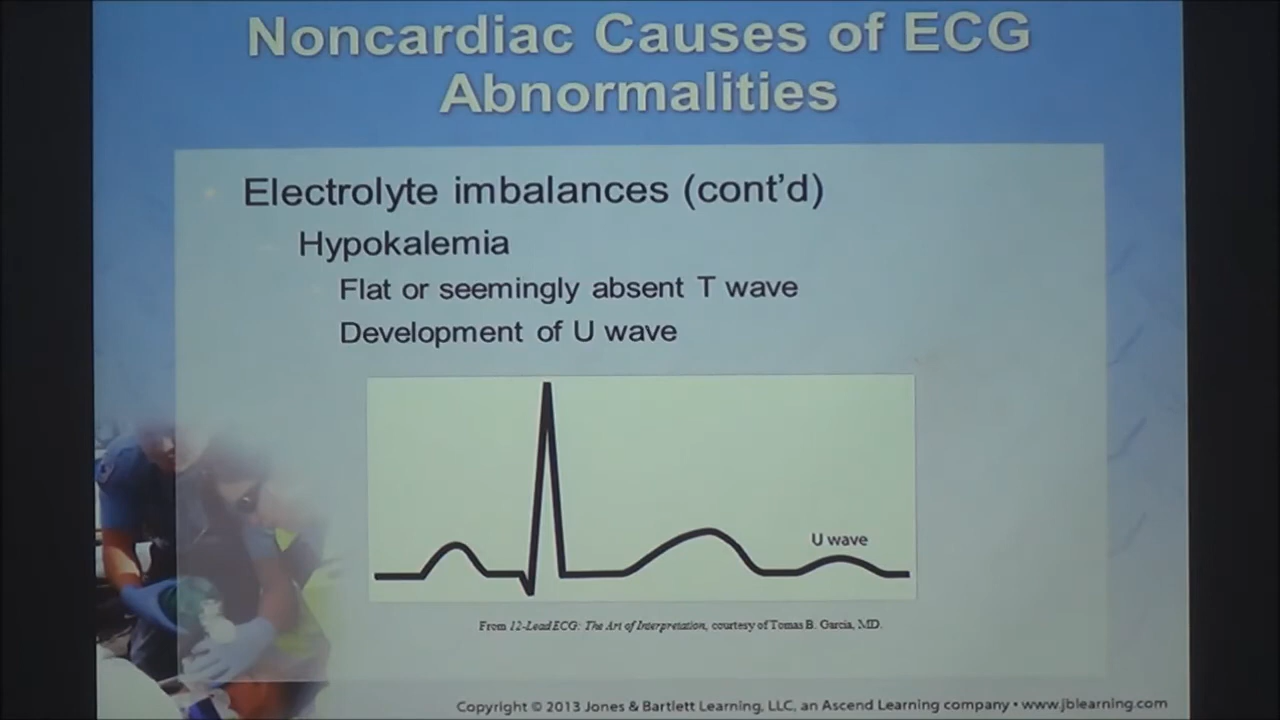 Noncardiac Causes of ECG
Abnormalities
Electrolyte imbalances (cont'd)
Hypokalemia
Flat or seemingly absent T wave
Development of U wave
U wave
From 12-Lead ECG: The Art of Interpretation, courtesy of Tomas B. Garcia, MD.
Copyright © 2013 Jones & Bartlett Learning, LLC, an Ascend Learning company • www.jblearning.com